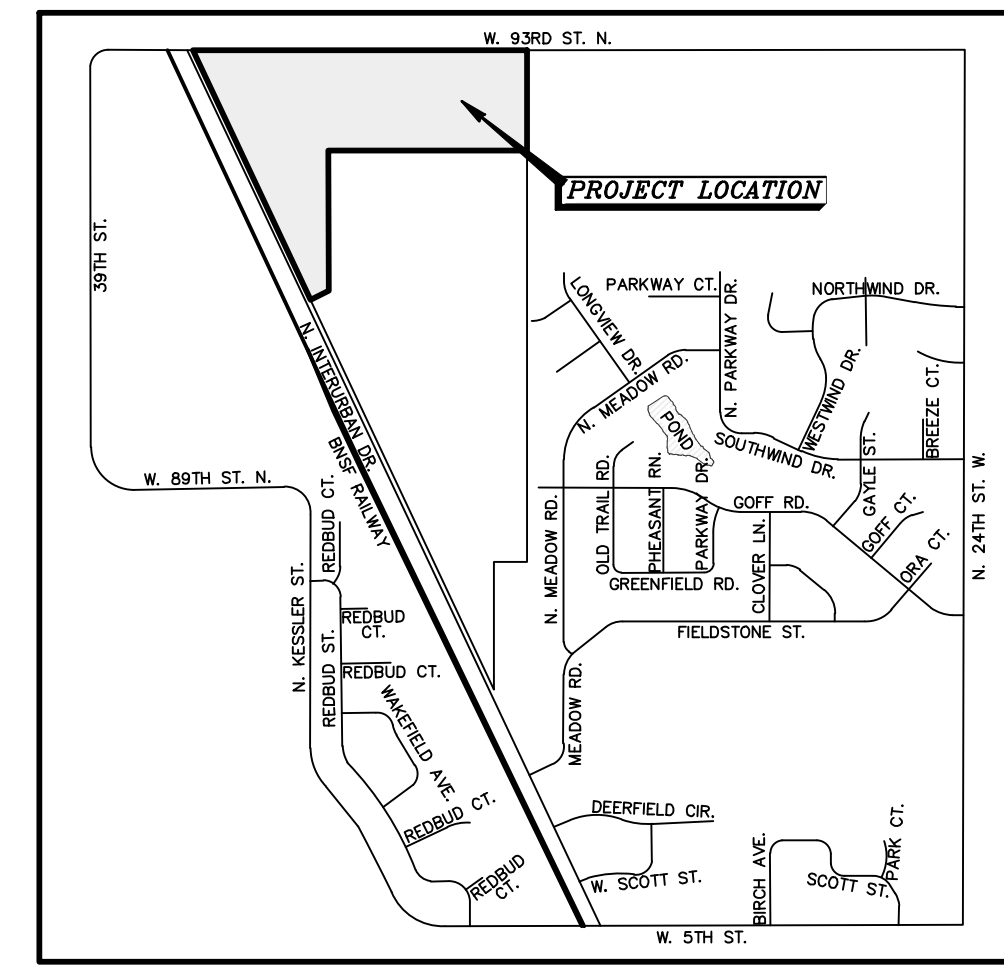 W. 93RD ST. N.
PROJECT LOCATION
39TH ST.
N. INTERURBAN DR.
BNSF RAILWAY
LONGVIEW DR.
PARKWAY CT.
N. PARKWAY DR.
NORTHWIND DR.
N. MEADOW RD.
POND
SOUTHWIND DR.
WESTWIND DR.
BREEZE CT.
GAYLE ST.
W. 89TH ST. N.
REDBUD CT.
N. MEADOW RD.
OLD TRAIL RD.
PHEASANT RN.
PARKWAY DR.
GOFF RD.
GOFF CT.
ORA CT.
N. 24TH ST. W.
CLOVER LN.
GREENFIELD RD.
FIELDSTONE ST.
N. KESSLER ST.
REDBUD ST.
REDBUD
CT.
REDBUD CT.
WAKEFIELD AVE.
MEADOW RD.
REDBUD CT.
DEERFIELD CIR.
REDBUD
CT.
W. SCOTT ST.
BIRCH AVE.
SCOTT ST.
PARK CT.
W. 5TH ST.